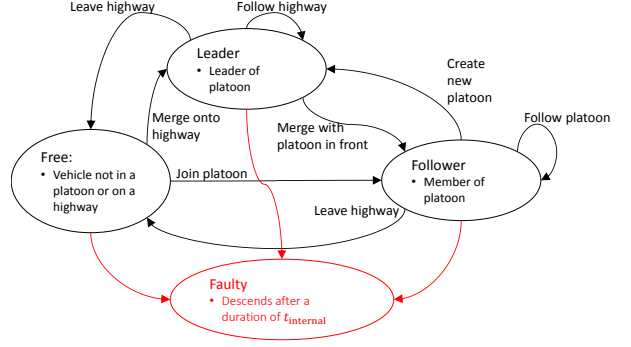 Leave highway
Follow highway
Leader
• Leader of
platoon
Create
new
platoon
Merge onto
highway
Merge with
platoon in front
Follow platoon
Free:
• Vehicle not in a
platoon or on a
highway
Join platoon
Follower
• Member of
platoon
Leave highway
Faulty
• Descends after a
duration of t_internal